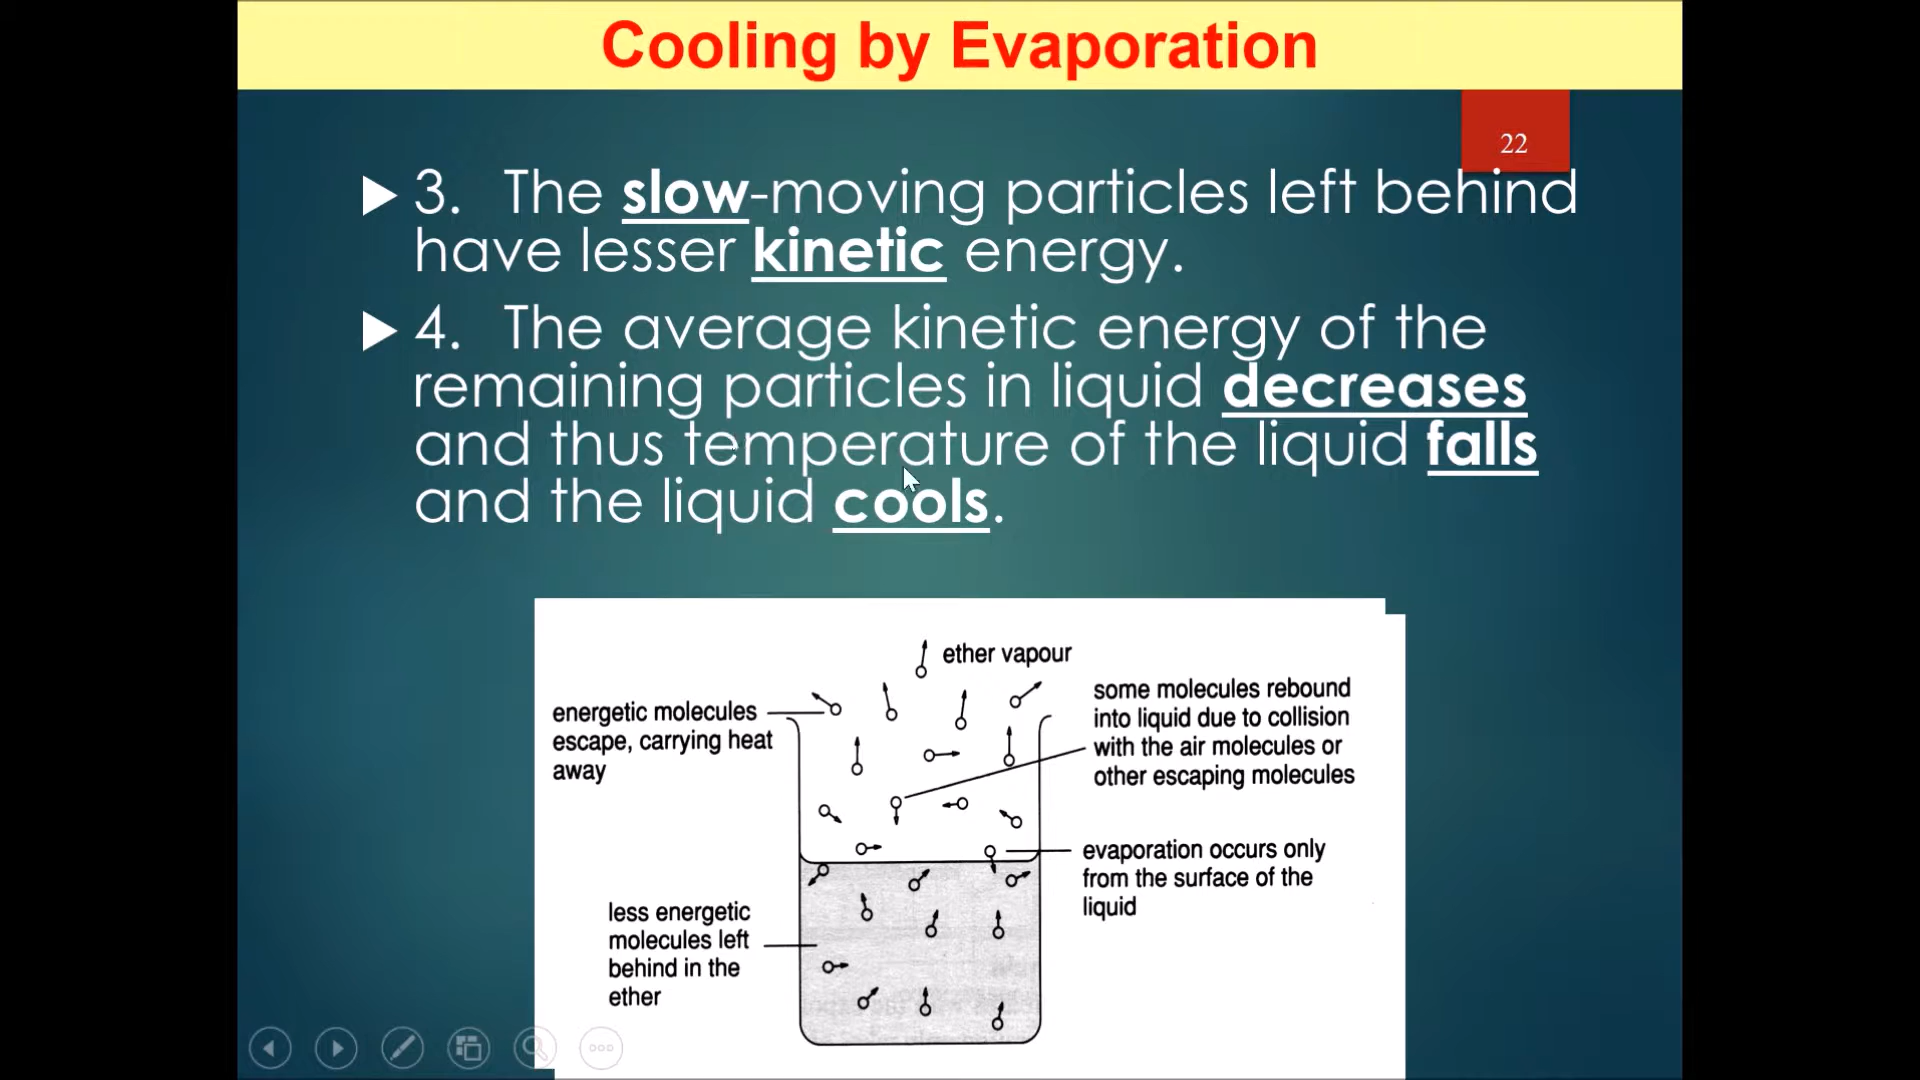 Cooling by Evaporation
22
3. The slow-moving particles left behind
have lesser kinetic energy.
4. The average kinetic energy of the
remaining particles in liquid decreases
and thus temperature of the liquid falls
and the liquid cools.
ether vapour
energetic molecules
escape, carrying heat
away
some molecules rebound
into liquid due to collision
with the air molecules or
other escaping molecules
evaporation occurs only
from the surface of the
liquid
less energetic
molecules left
behind in the
ether